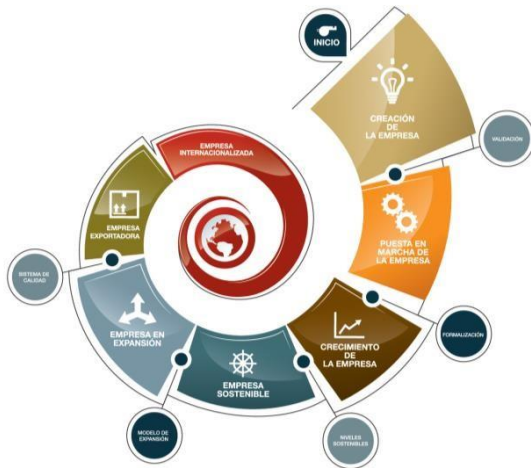 INICIO
CREACIÓN
DE
LA EMPRESA
VALIDACIÓN
PUESTA EN
MARCHA DE
LA EMPRESA
FORMALIZACIÓN
CRECIMIENTO
DE
LA EMPRESA
NIVELES
SOSTENIBLES
EMPRESA
SOSTENIBLE
MODELO DE
EXPANSIÓN
EMPRESA EN
EXPANSIÓN
SISTEMA DE
CALIDAD
EMPRESA
EXPORTADORA
EMPRESA
INTERNACIONALIZADA